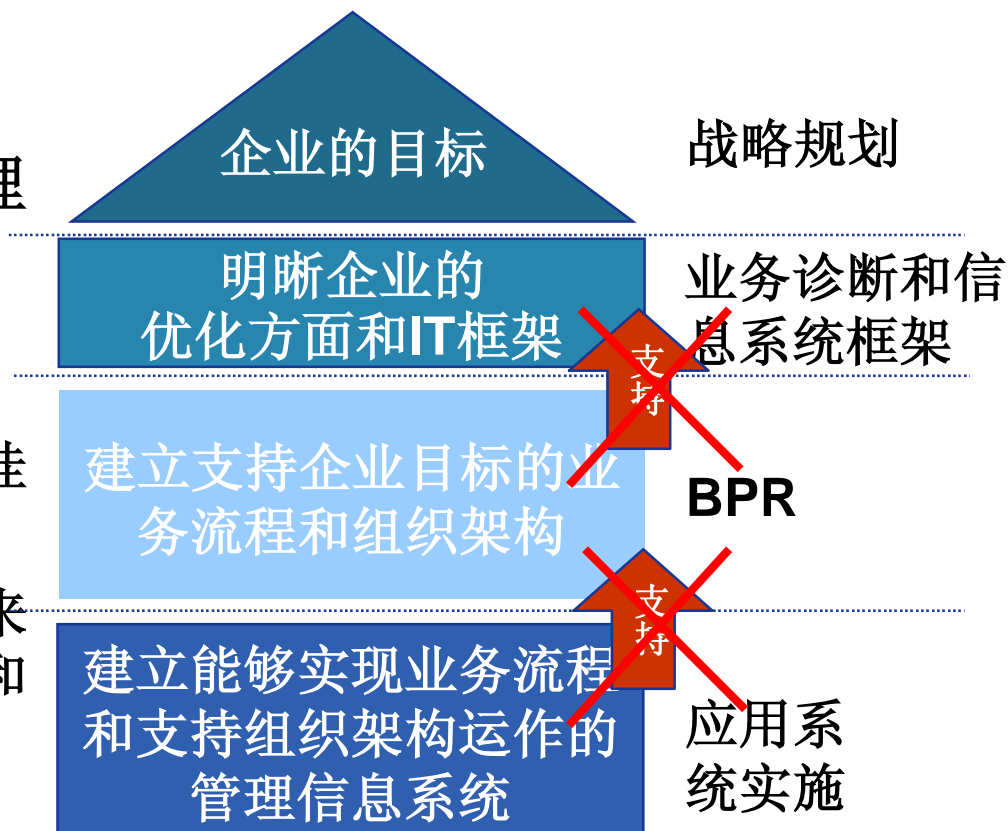 企业的目标
战略规划
理
明晰企业的
优化方面和IT框架
业务诊断和信
息系统框架
支
持
佳
建立支持企业目标的业
务流程和组织架构
BPR
来
和
支
持
建立能够实现业务流程
和支持组织架构运作的
管理信息系统
应用系
统实施